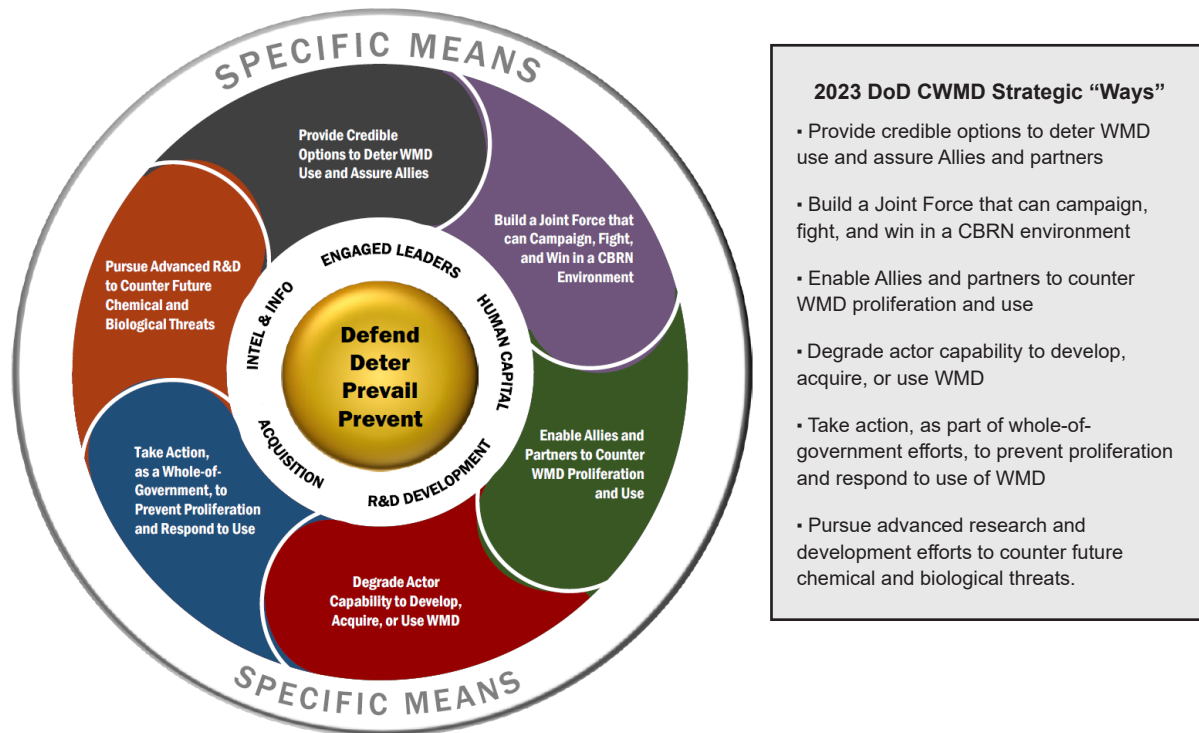 SPECIFIC MEANS
Provide Credible
Options to Deter WMD
Use and Assure Allies
Build a Joint Force that
can Campaign, Fight,
and Win in a CBRN
Environment
Enable Allies and
Partners to Counter
WMD Proliferation
and Use
Degrade Actor
Capability to Develop,
Acquire, or Use WMD
Take Action,
as a Whole-of-
Government, to
Prevent Proliferation
and Respond to Use
Pursue Advanced R&D
to Counter Future
Chemical and
Biological Threats
ENGAGED LEADERS
HUMAN CAPITAL
R&D DEVELOPMENT
ACQUISITION
INTEL & INFO
Defend
Deter
Prevail
Prevent
SPECIFIC MEANS
2023 DoD CWMD Strategic “Ways”
▪ Provide credible options to deter WMD
use and assure Allies and partners
▪ Build a Joint Force that can campaign,
fight, and win in a CBRN environment
▪ Enable Allies and partners to counter
WMD proliferation and use
▪ Degrade actor capability to develop,
acquire, or use WMD
▪ Take action, as part of whole-of-
government efforts, to prevent proliferation
and respond to use of WMD
▪ Pursue advanced research and
development efforts to counter future
chemical and biological threats.